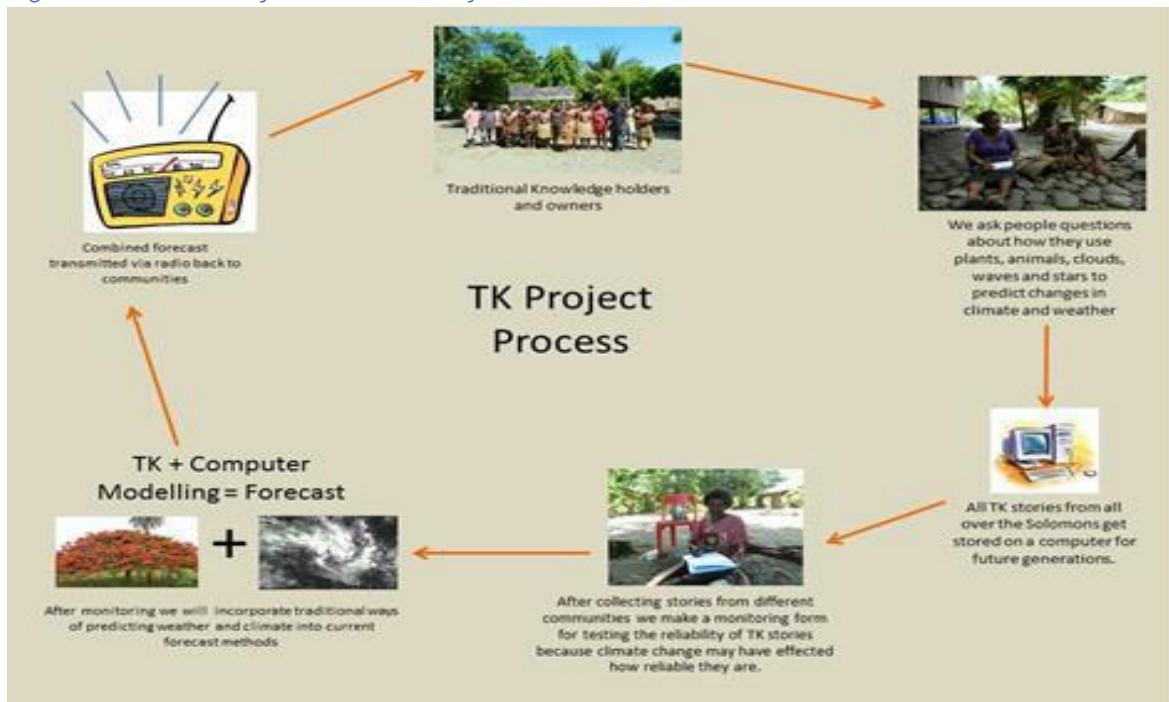 Traditional Knowledge holders
and owners
We ask people questions
about how they use
plants, animals, clouds,
waves and stars to
predict changes in
climate and weather
All TK stories from all
over the Solomons get
stored on a computer for
future generations.
After collecting stories from different
communities we make a monitoring form
for testing the reliability of TK stories
because climate change may have effected
how reliable they are.
TK + Computer
Modelling = Forecast
+
After monitoring we will incorporate traditional ways
of predicting weather and climate into current
forecast methods
Combined forecast
transmitted via radio back to
communities
TK Project
Process